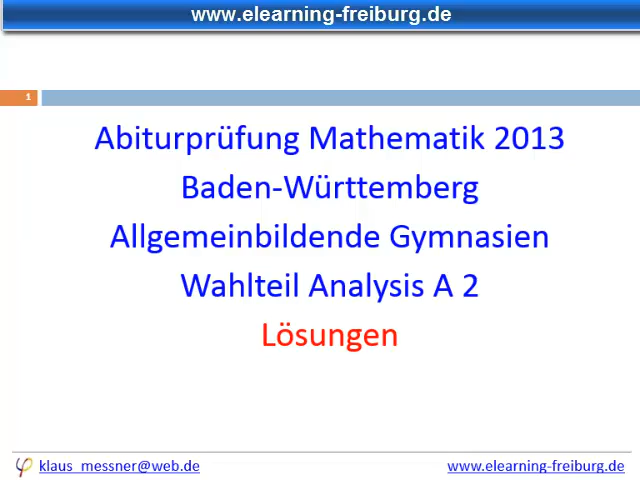 www.elearning-freiburg.de
1
Abiturprüfung Mathematik 2013
Baden-Württemberg
Allgemeinbildende Gymnasien
Wahlteil Analysis A 2
Lösungen
φ klaus_messner@web.de www.elearning-freiburg.de